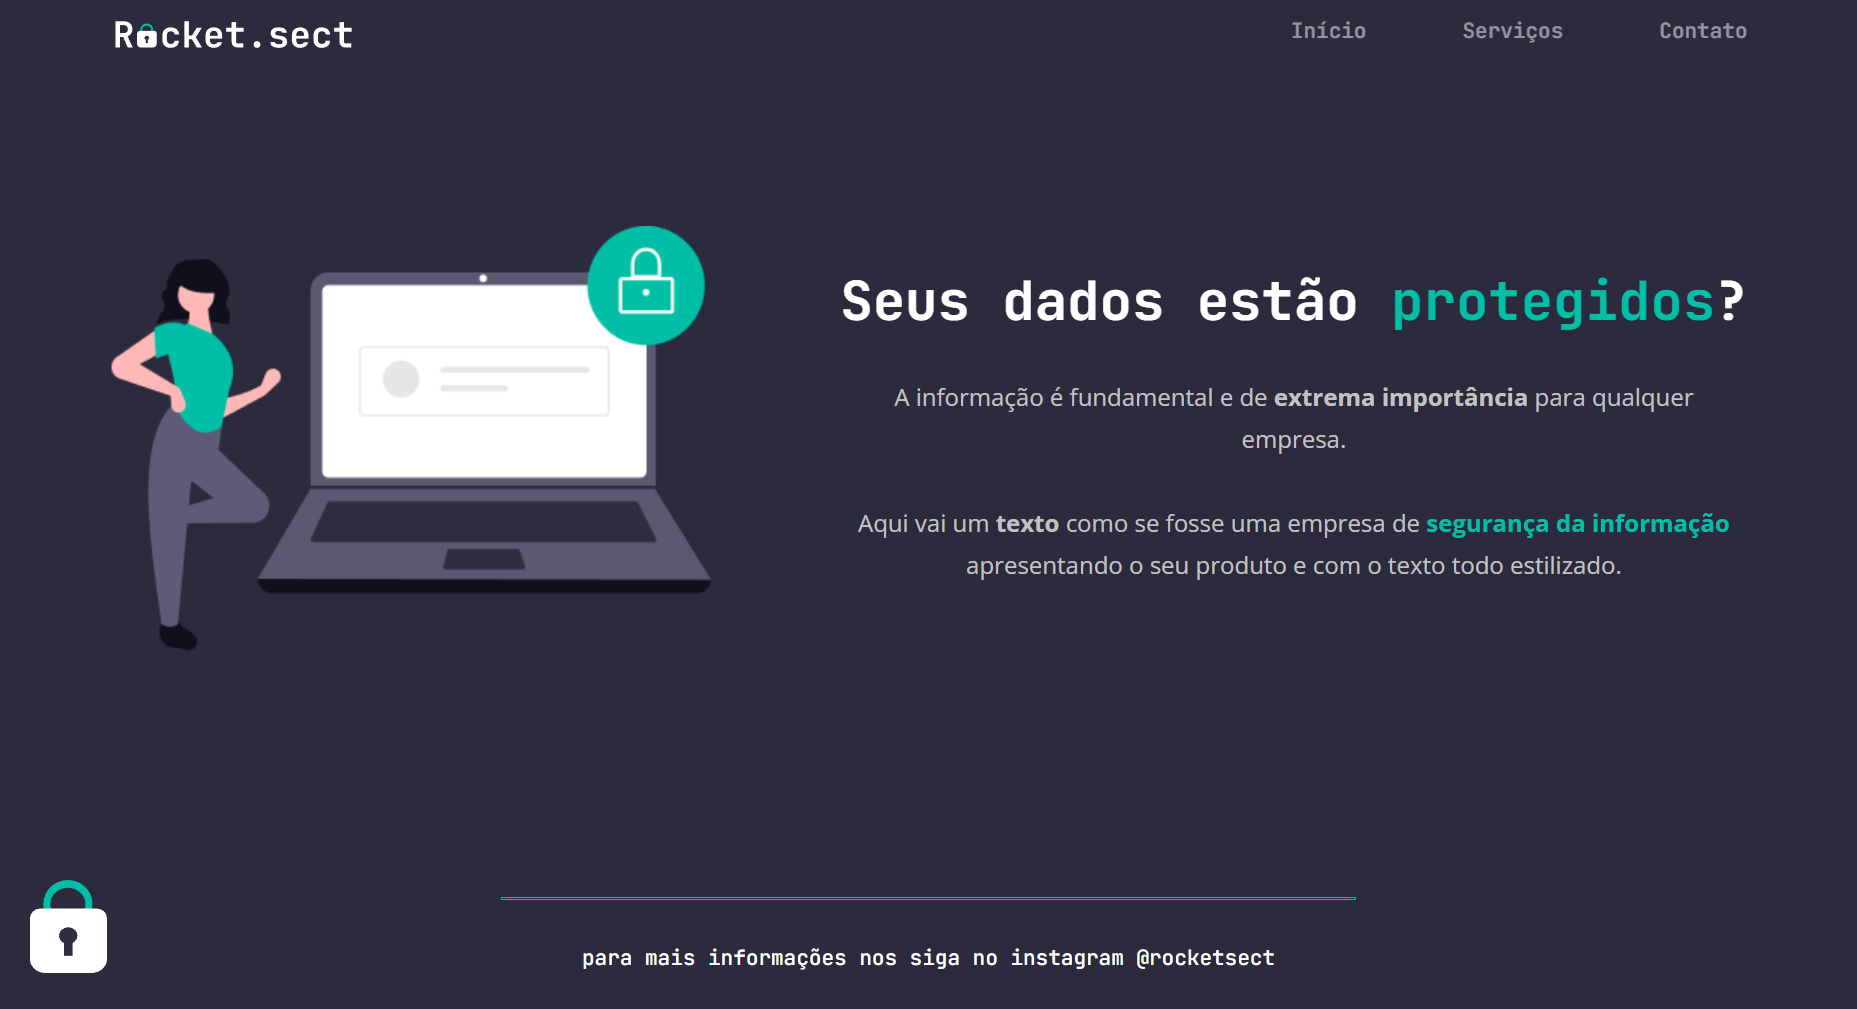 Rocket.sect
Início Serviços Contato
Seus dados estão protegidos?
A informação é fundamental e de extrema importância para qualquer
empresa.
Aqui vai um texto como se fosse uma empresa de segurança da informação
apresentando o seu produto e com o texto todo estilizado.
para mais informações nos siga no instagram @rocketsect